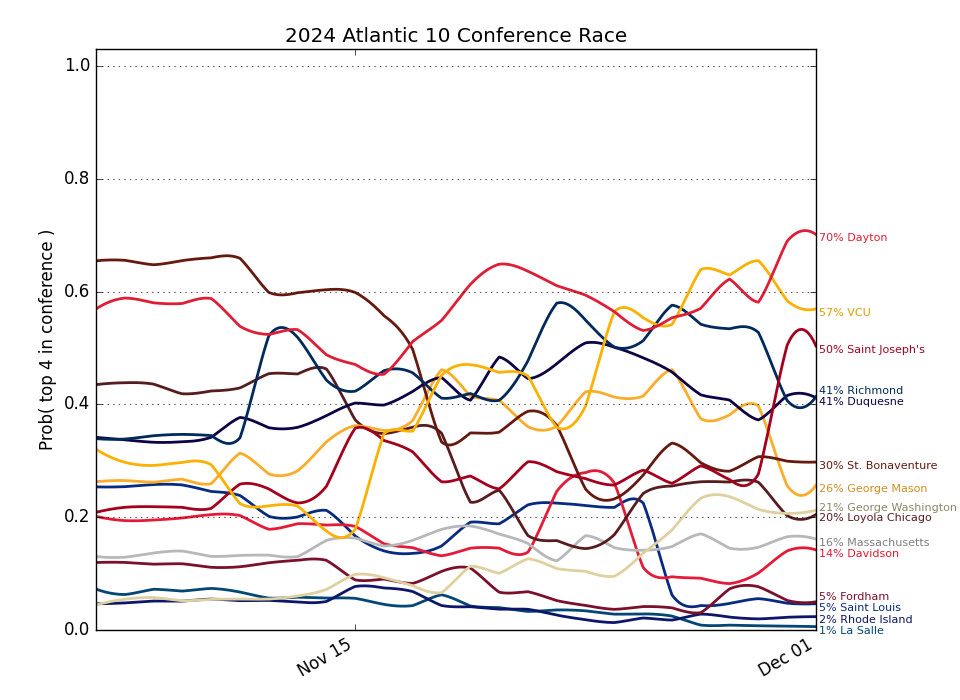 2024 Atlantic 10 Conference Race
Prob( top 4 in conference )
1.0
0.8
0.6
0.4
0.2
0.0
Nov 15
Dec 01
70% Dayton
57% VCU
50% Saint Joseph's
41% Richmond
41% Duquesne
30% St. Bonaventure
26% George Mason
21% George Washington
20% Loyola Chicago
16% Massachusetts
14% Davidson
5% Fordham
5% Saint Louis
2% Rhode Island
1% La Salle